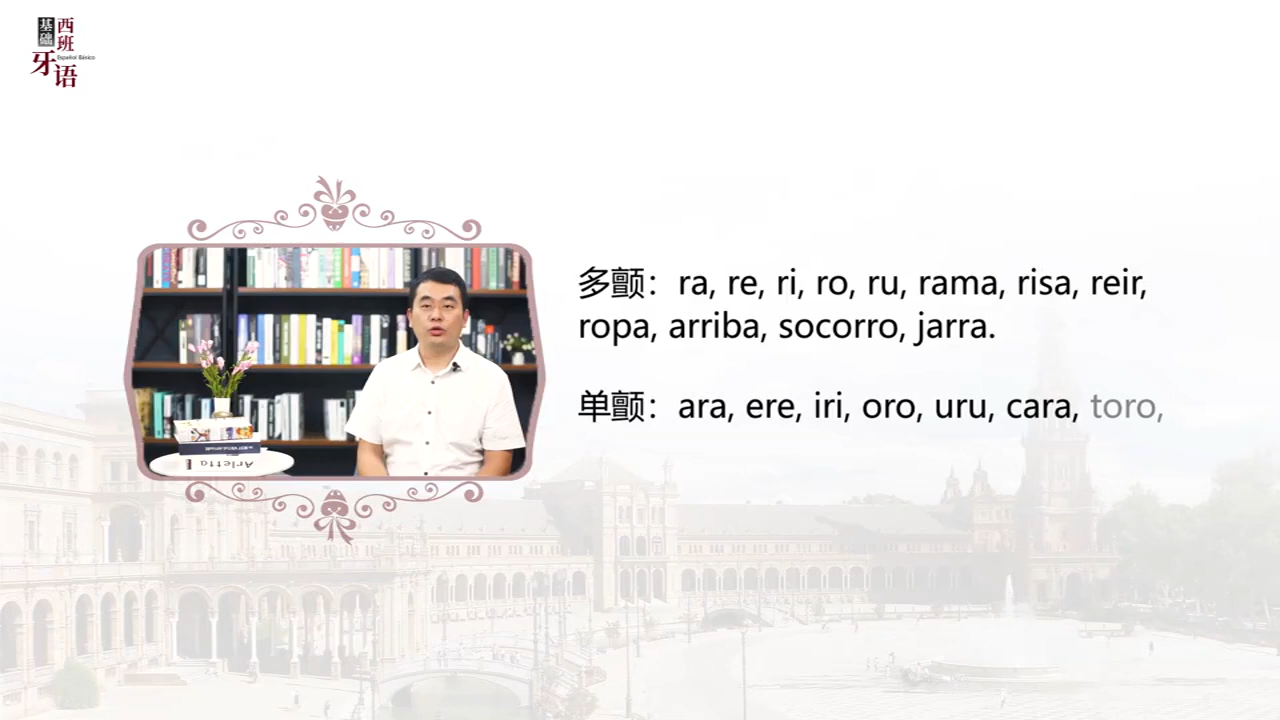 基础
西班
牙语
Español Básico
多颤：ra, re, ri, ro, ru, rama, risa, reir,
ropa, arriba, socorro, jarra.
单颤：ara, ere, iri, oro, uru, cara, toro,
Arletta